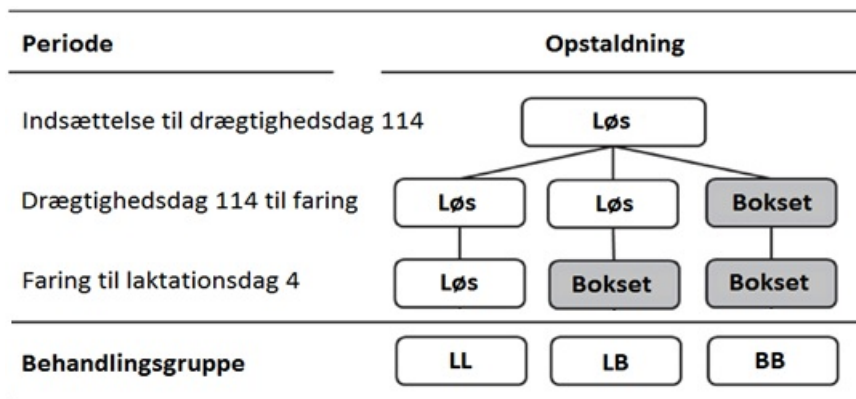 Periode Opstaldning
Indsættelse til drægtighedsdag 114 Løs
Drægtighedsdag 114 til faring Løs Løs Bokset
Faring til laktationsdag 4 Løs Bokset Bokset
Behandlingsgruppe LL LB BB